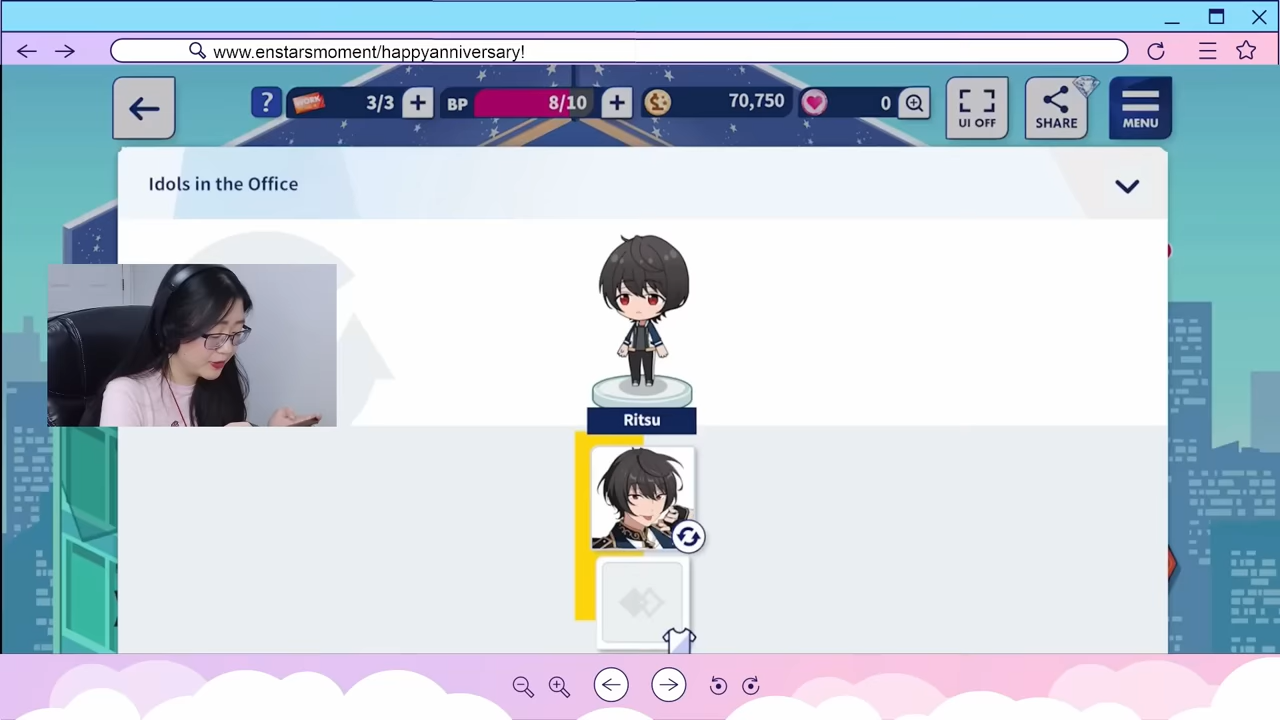 www.enstarsmoment/happyanniversary!
?
WORK
3/3
BP
8/10
70,750
0
UI OFF
SHARE
MENU
Idols in the Office
Ritsu